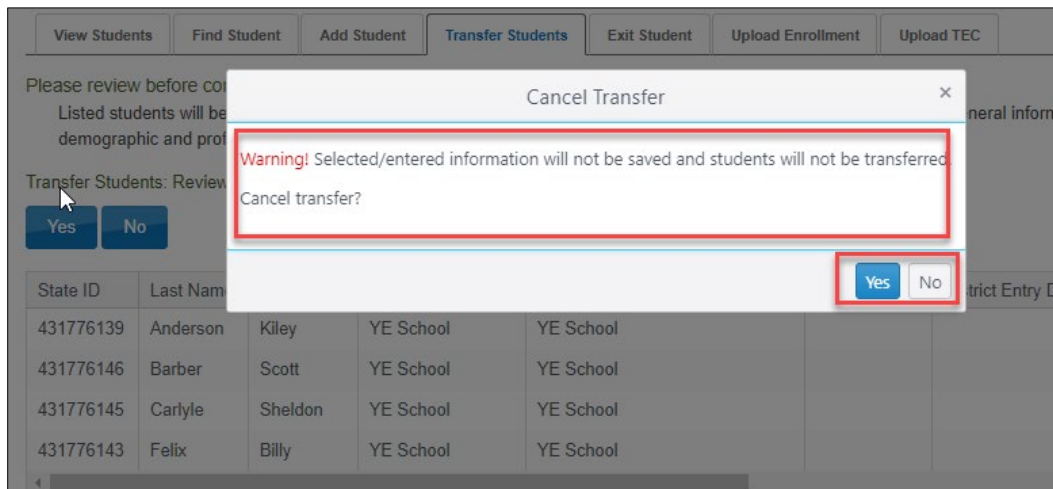 View Students Find Student Add Student Transfer Students Exit Student Upload Enrollment Upload TEC
Please review before
Cancel Transfer ×
Listed students will be neral
demographic and
Warning! Selected/entered information will not be saved and students will not be transferred.
Transfer Students: Review
Cancel transfer?
Yes No
Yes No
State ID Last Nam strict Entry D
431776139 Anderson Kiley YE School YE School
431776146 Barber Scott YE School YE School
431776145 Carlyle Sheldon YE School YE School
431776143 Felix Billy YE School YE School